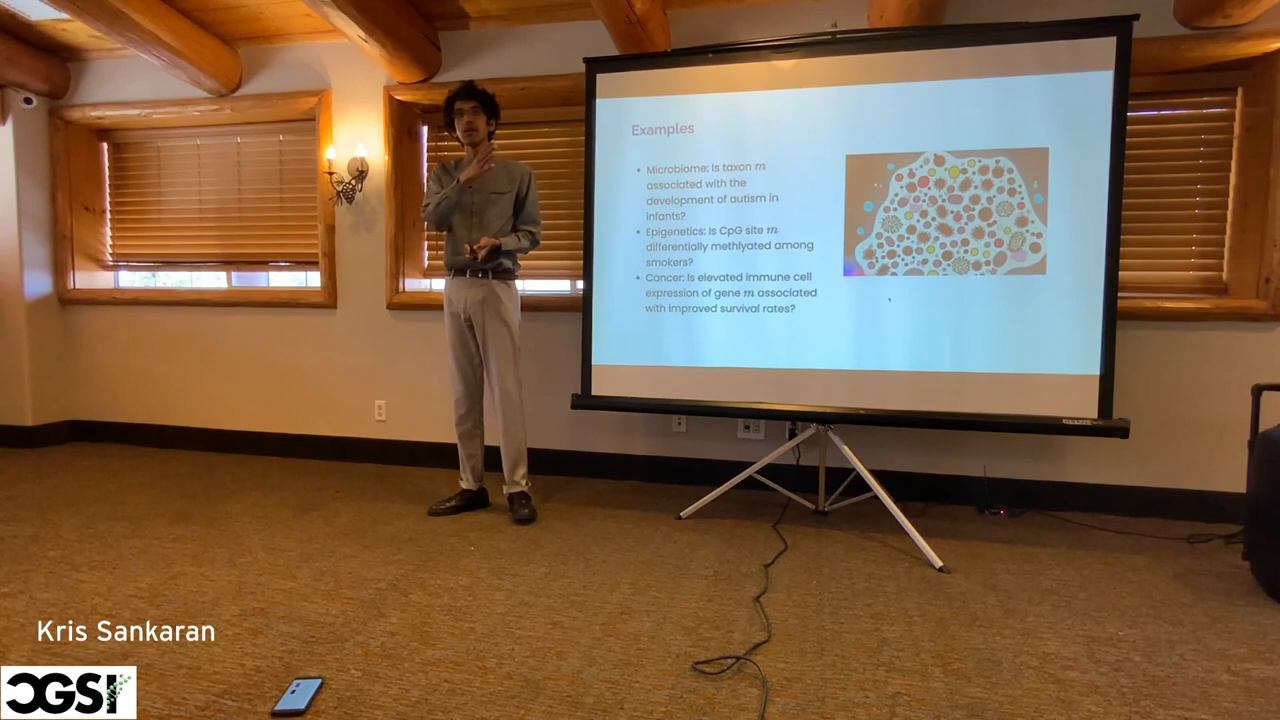 Examples
• Microbiome: Is taxon m
associated with the
development of autism in
infants?
• Epigenetics: Is CpG site m
differentially methlyated among
smokers?
• Cancer: Is elevated immune cell
expression of gene m associated
with improved survival rates?
Kris Sankaran
CGSI